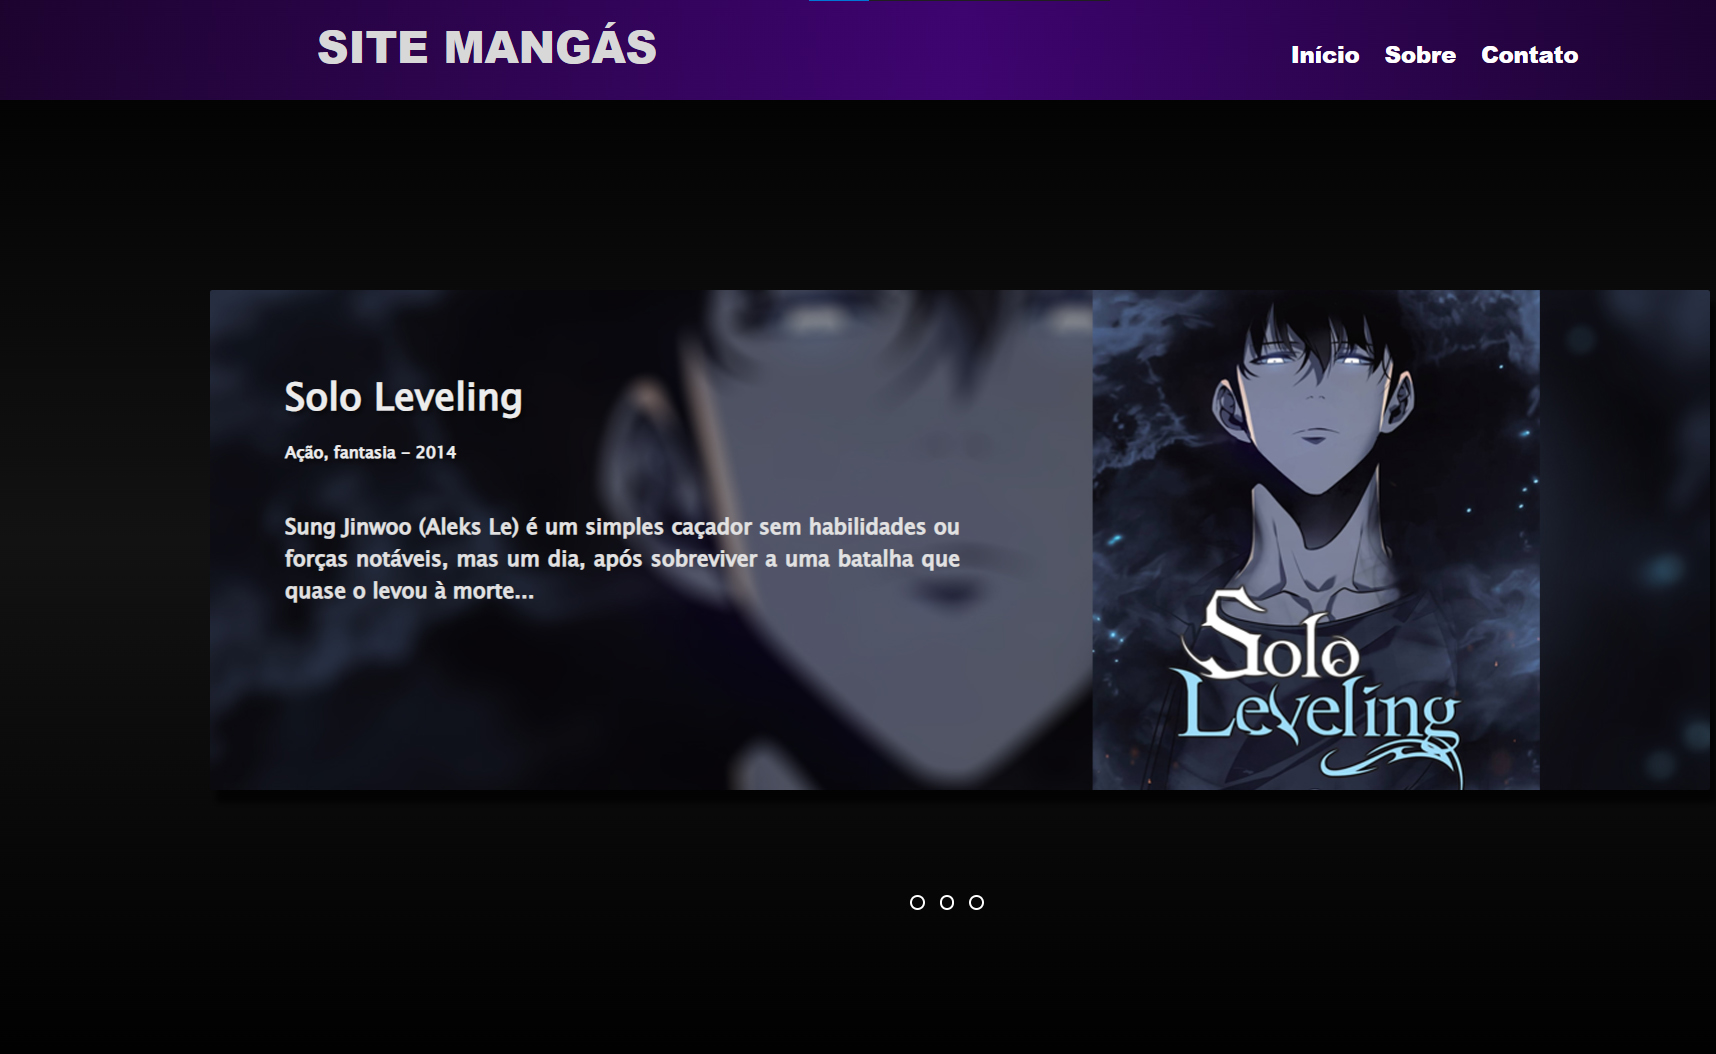 SITE MANGÁS
Início Sobre Contato
Solo Leveling
Ação, fantasia - 2014
Sung Jinwoo (Aleks Le) é um simples caçador sem habilidades ou
forças notáveis, mas um dia, após sobreviver a uma batalha que
quase o levou à morte...
Solo
Leveling